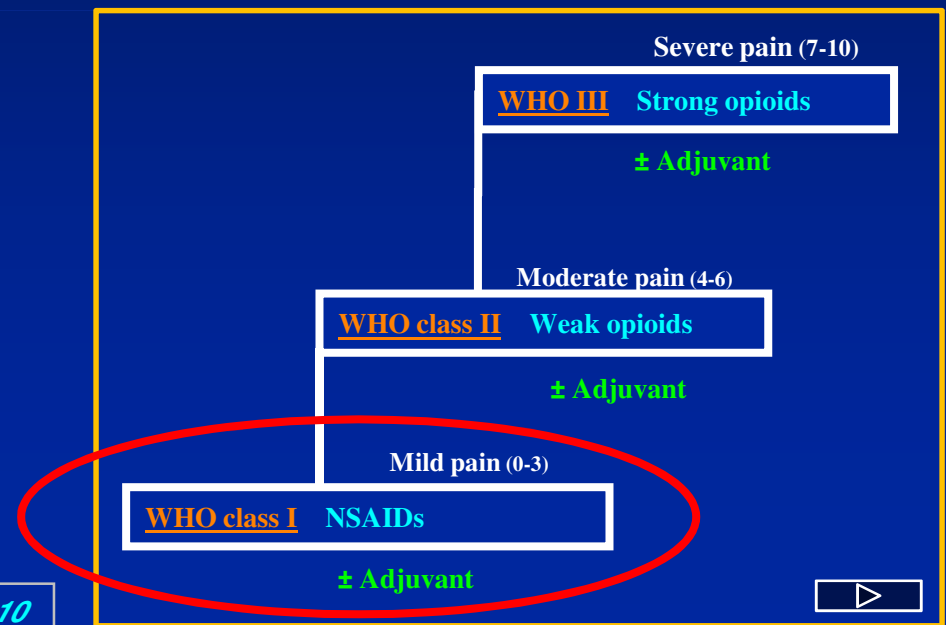 Severe pain (7-10)
WHO III Strong opioids
± Adjuvant
Moderate pain (4-6)
WHO class II Weak opioids
± Adjuvant
Mild pain (0-3)
WHO class I NSAIDs
± Adjuvant
10